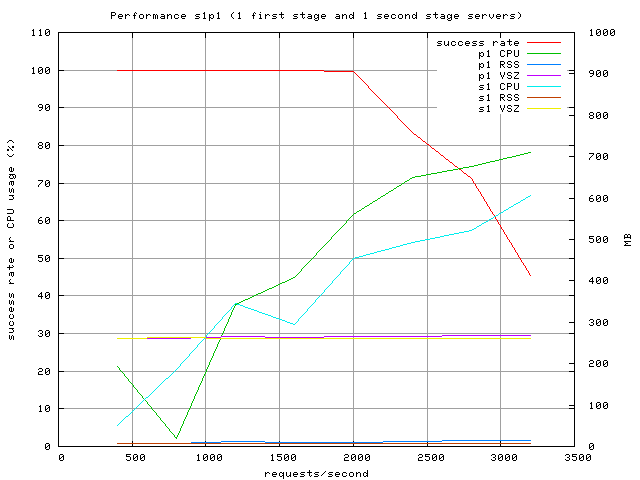 Performance s1p1 (1 first stage and 1 second stage servers)
success rate
p1 CPU
p1 RSS
p1 VSZ
s1 CPU
s1 RSS
s1 VSZ
110
100
90
80
70
60
50
40
30
20
10
0
1000
900
800
700
600
500
400
300
200
100
0
success rate or CPU usage (%)
MB
0
500
1000
1500
2000
2500
3000
3500
requests/second